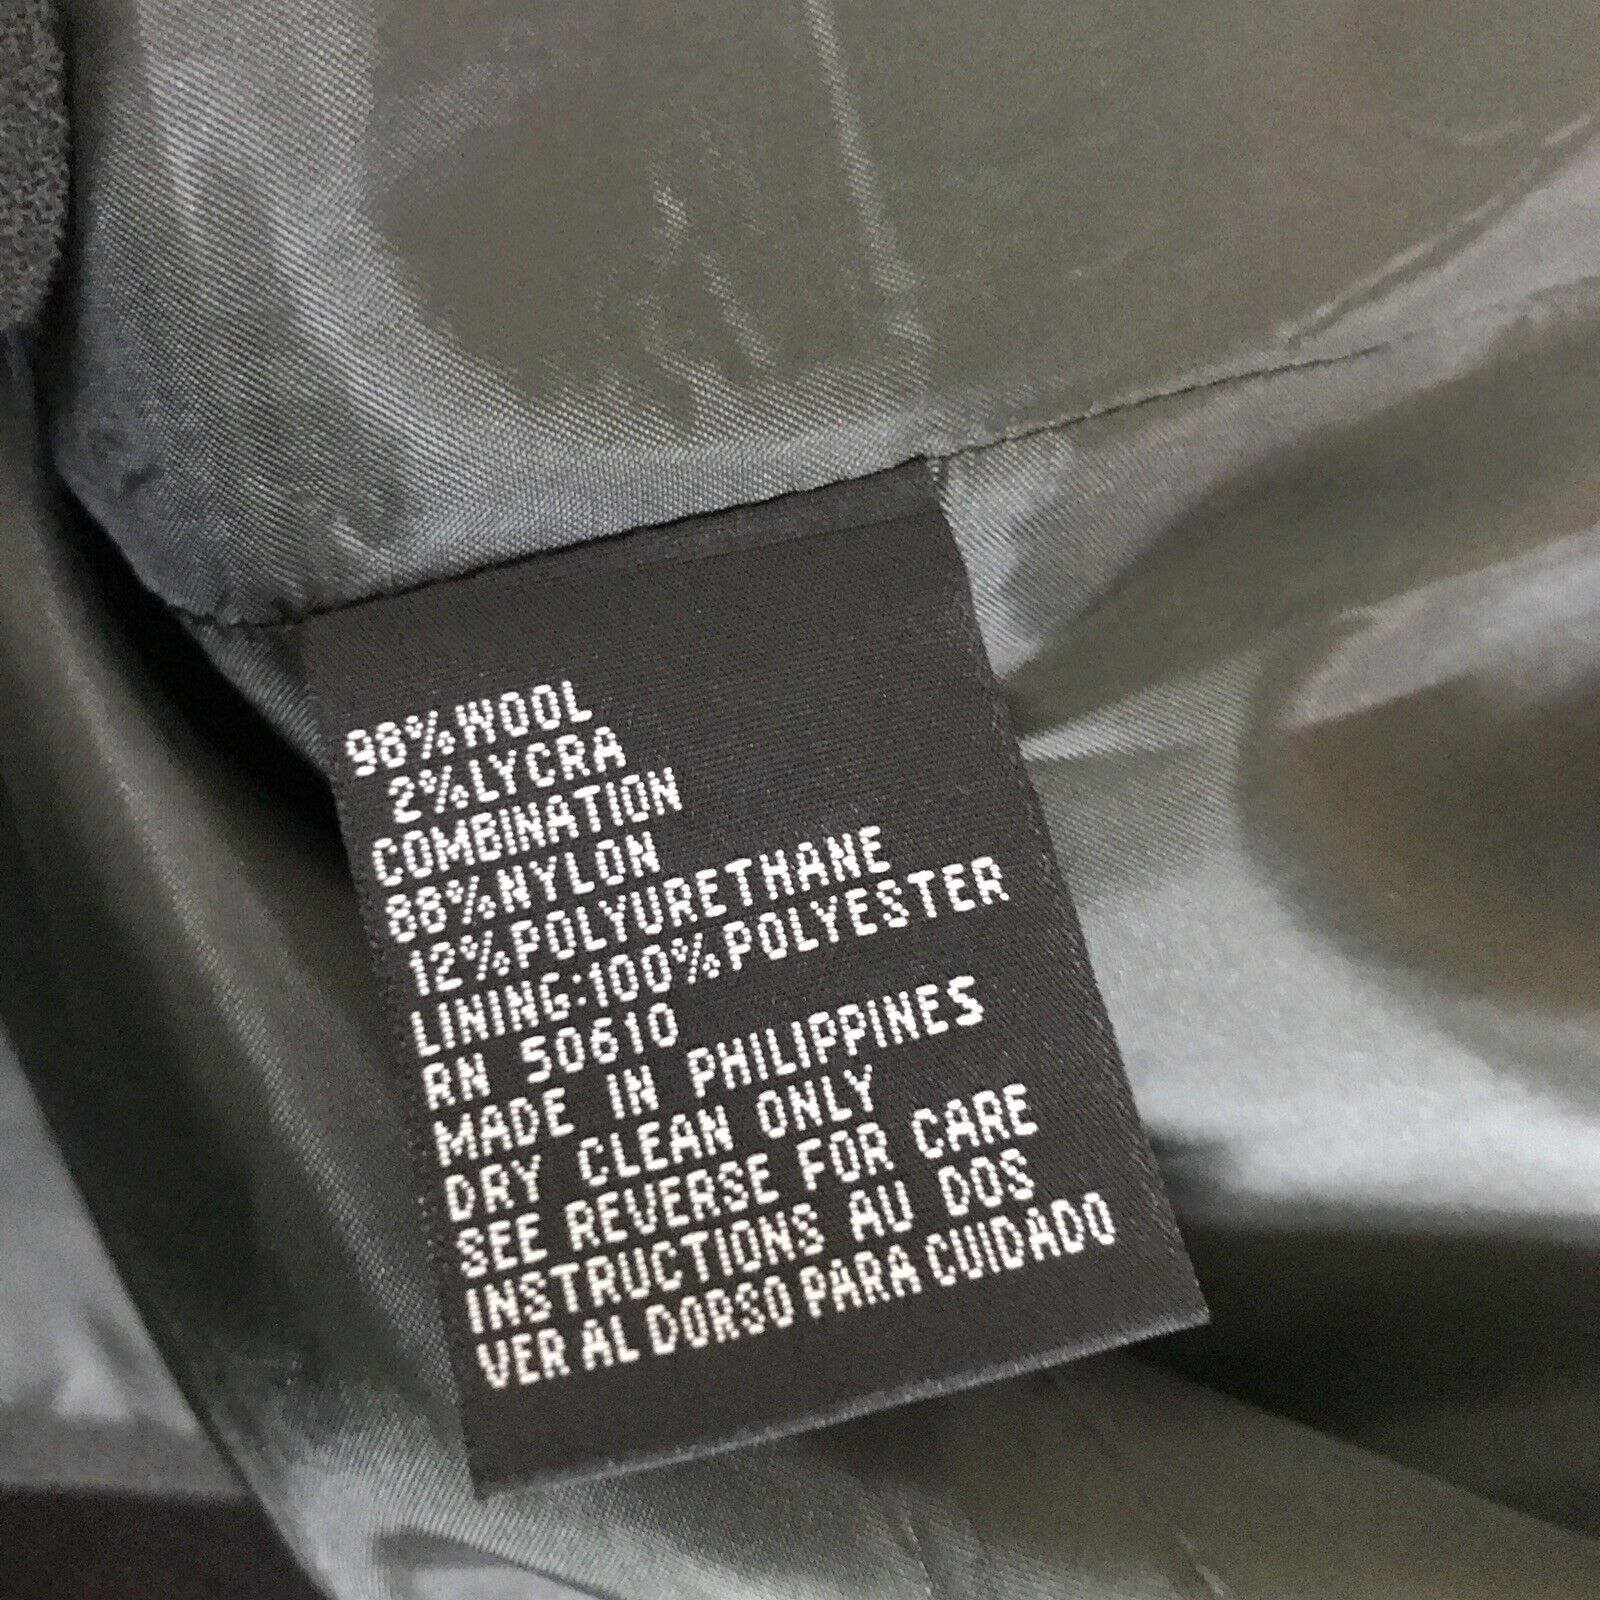 98%WOOL
2%LYCRA
COMBINATION
88%NYLON
12%POLYURETHANE
LINING:100%POLYESTER
RN 50610
MADE IN PHILIPPINES
DRY CLEAN ONLY
SEE REVERSE FOR CARE
INSTRUCTIONS AU DOS
VER AL DORSO PARA CUIDADO